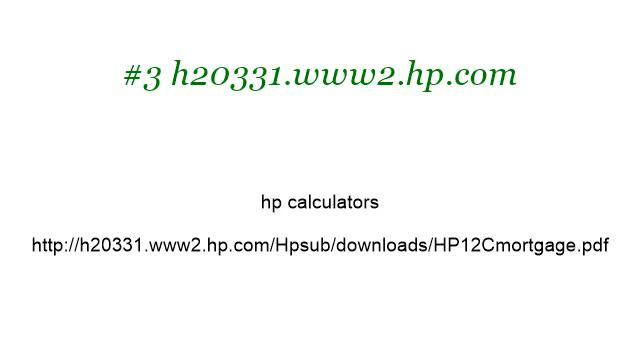 #3 h20331.www2.hp.com
hp calculators
http://h20331.www2.hp.com/Hpsub/downloads/HP12Cmortgage.pdf